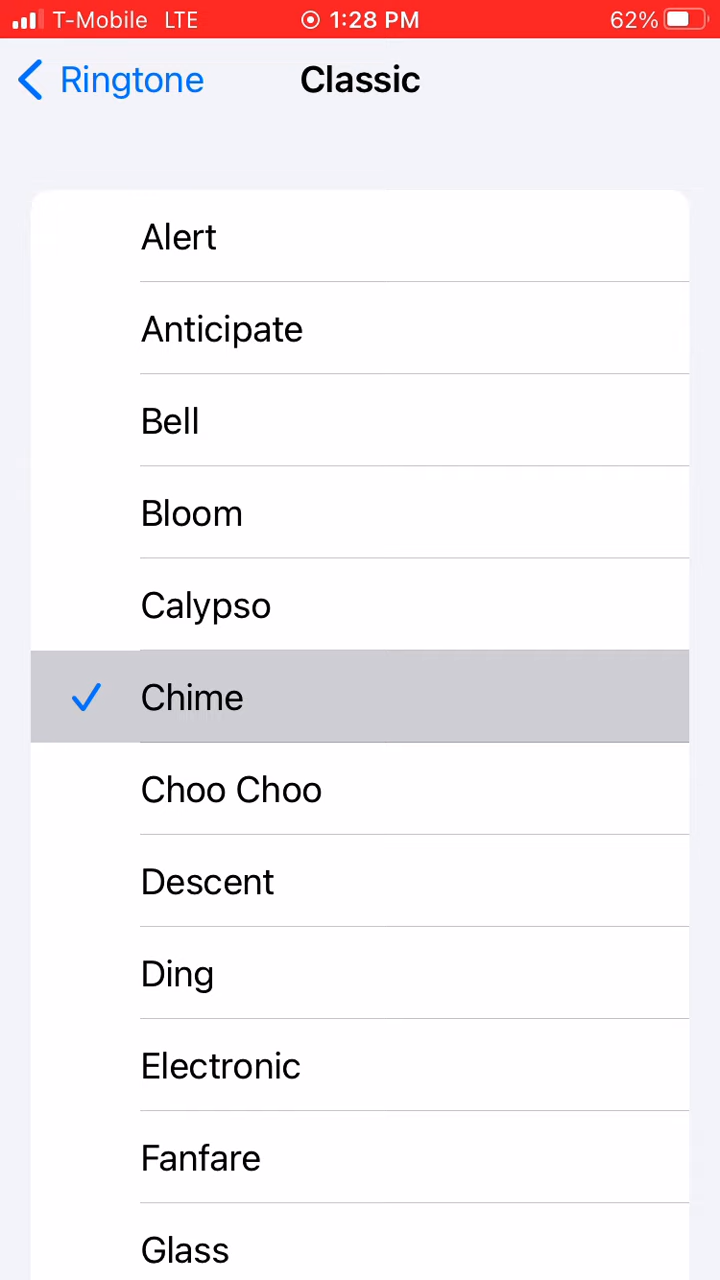 T-Mobile LTE 1:28 PM 62%
Ringtone Classic
Alert
Anticipate
Bell
Bloom
Calypso
Chime
Choo Choo
Descent
Ding
Electronic
Fanfare
Glass